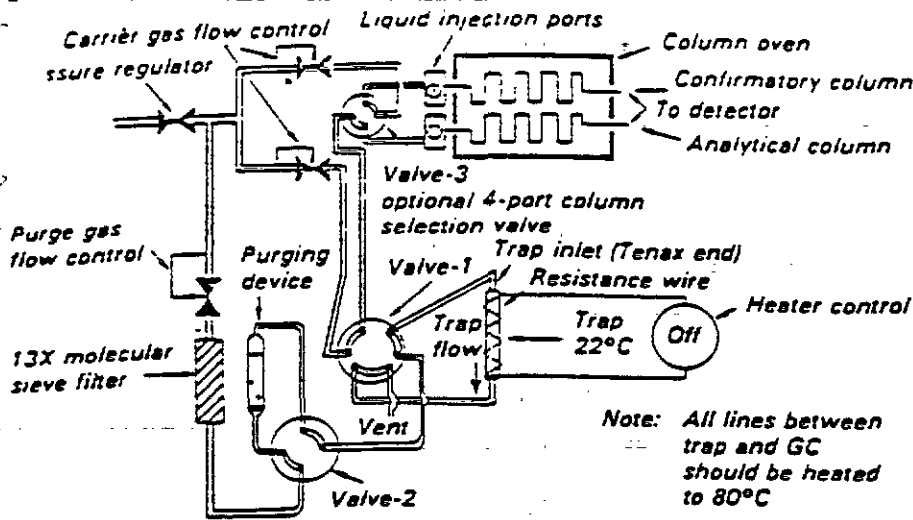 Liquid injection ports
Carrier gas flow control
ssure regulator
Column oven
Confirmatory column
To detector
Analytical column
Valve-3
optional 4-port column
selection valve
Purge gas
flow control
Purging
device
Valve-1
Trap inlet (Tenax end)
Resistance wire
Heater control
Trap
flow
Trap
22°C
Off
13X molecular
sieve filter
Vent
Valve-2
Note: All lines between
trap and GC
should be heated
to 80°C